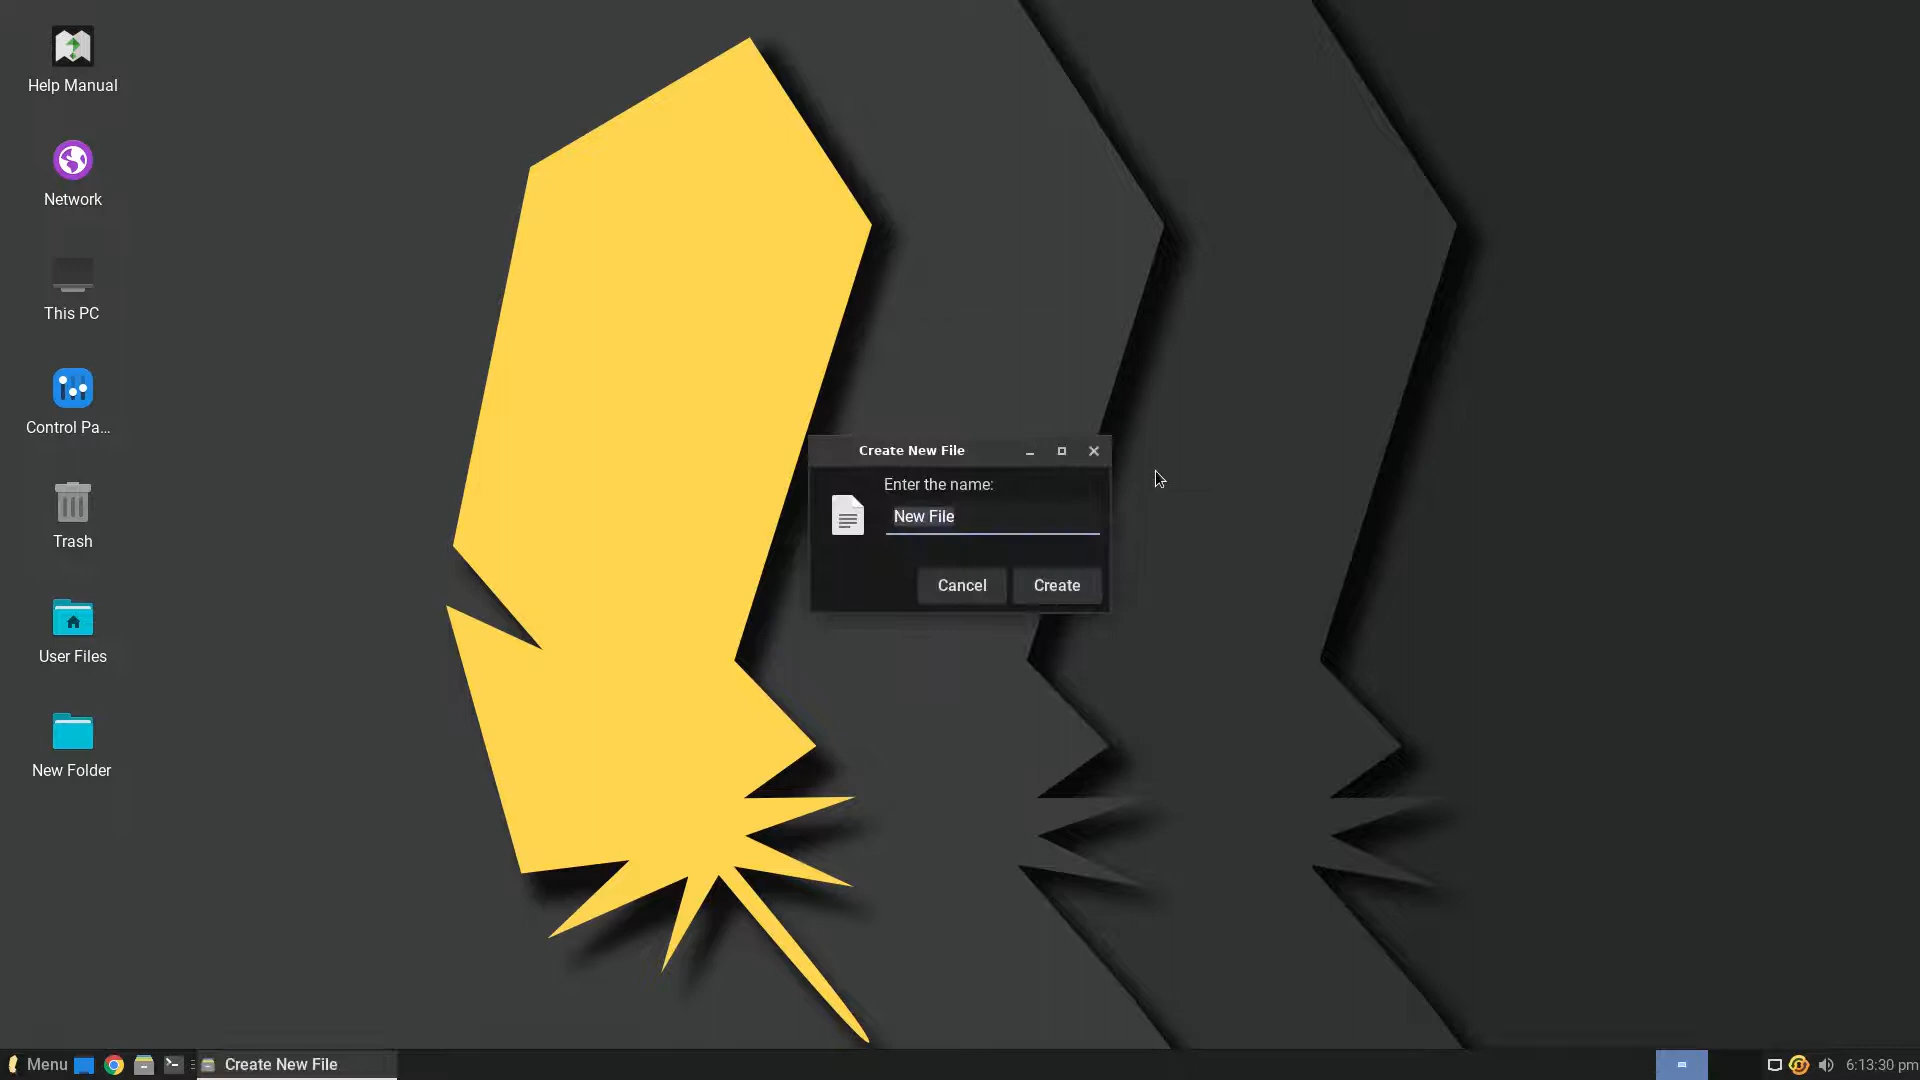 Help Manual
Network
This PC
Control Pa...
Trash
User Files
New Folder
Create New File
Enter the name:
New File
Cancel
Create
Menu
Create New File
6:13:30 pm